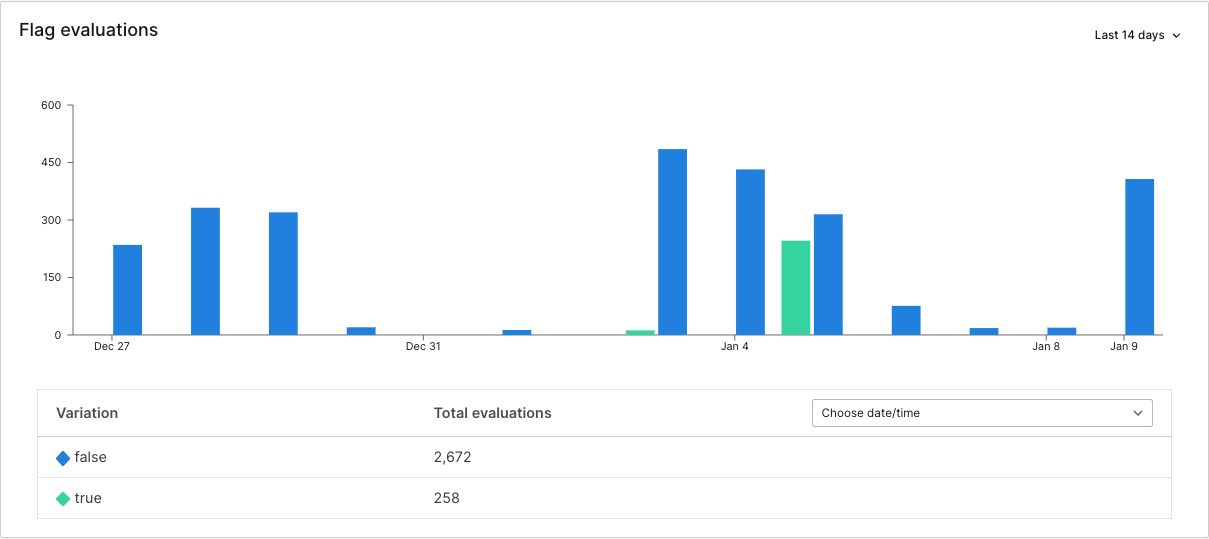 Flag evaluations
Last 14 days
600
450
300
150
0
Dec 27
Dec 31
Jan 4
Jan 8
Jan 9
Variation
Total evaluations
Choose date/time
false
2,672
true
258